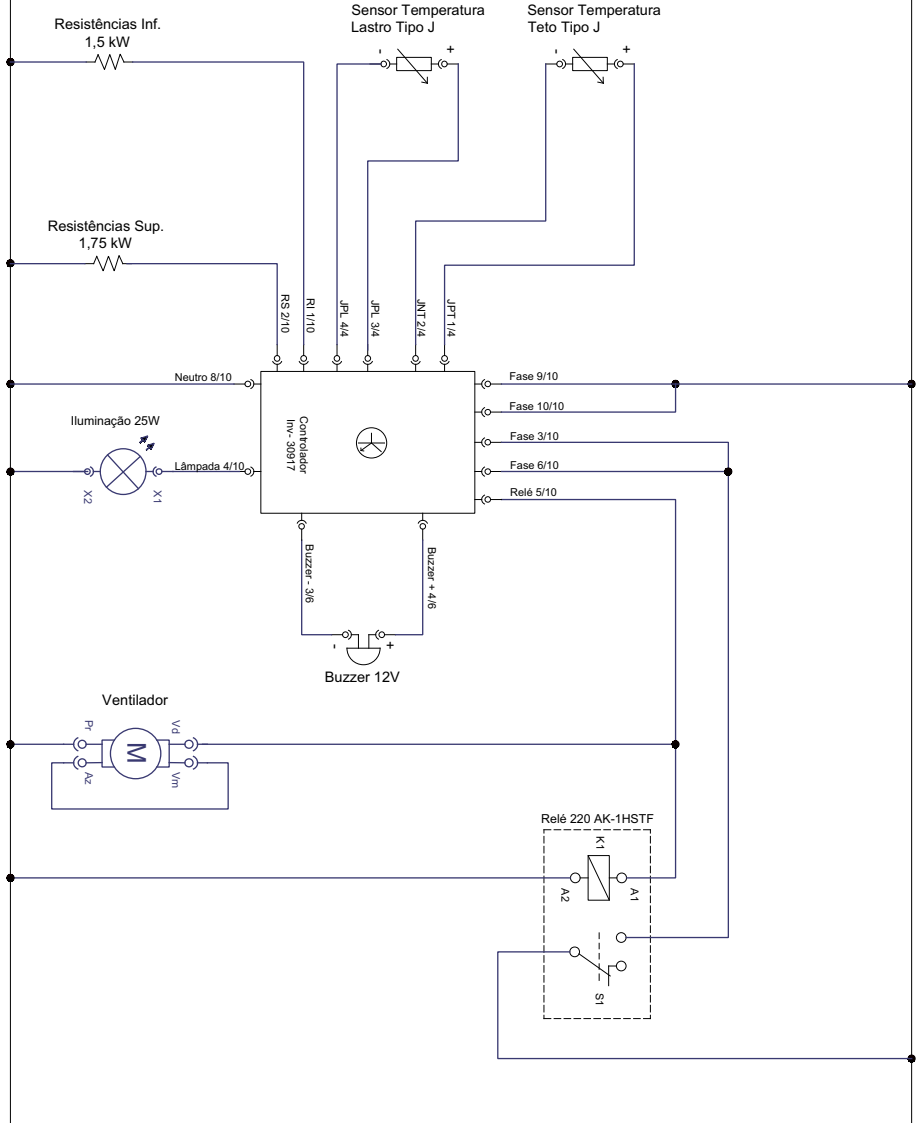 Sensor Temperatura
Lastro Tipo J
Sensor Temperatura
Teto Tipo J
Resistências Inf.
1,5 kW
- +
- +
Resistências Sup.
1,75 kW
RS 2/10
RI 1/10
JPL 4/4
JPL 3/4
JNT 2/4
JPT 1/4
Neutro 8/10
Fase 9/10
Fase 10/10
Iluminação 25W
Controlador
Inv- 30917
Fase 3/10
Lâmpada 4/10
Fase 6/10
X2
X1
Relé 5/10
Buzzer - 3/6
Buzzer + 4/6
- +
Buzzer 12V
Ventilador
Pr
Vd
M
Az
Vm
Relé 220 AK-1HSTF
K1
A2
A1
S1